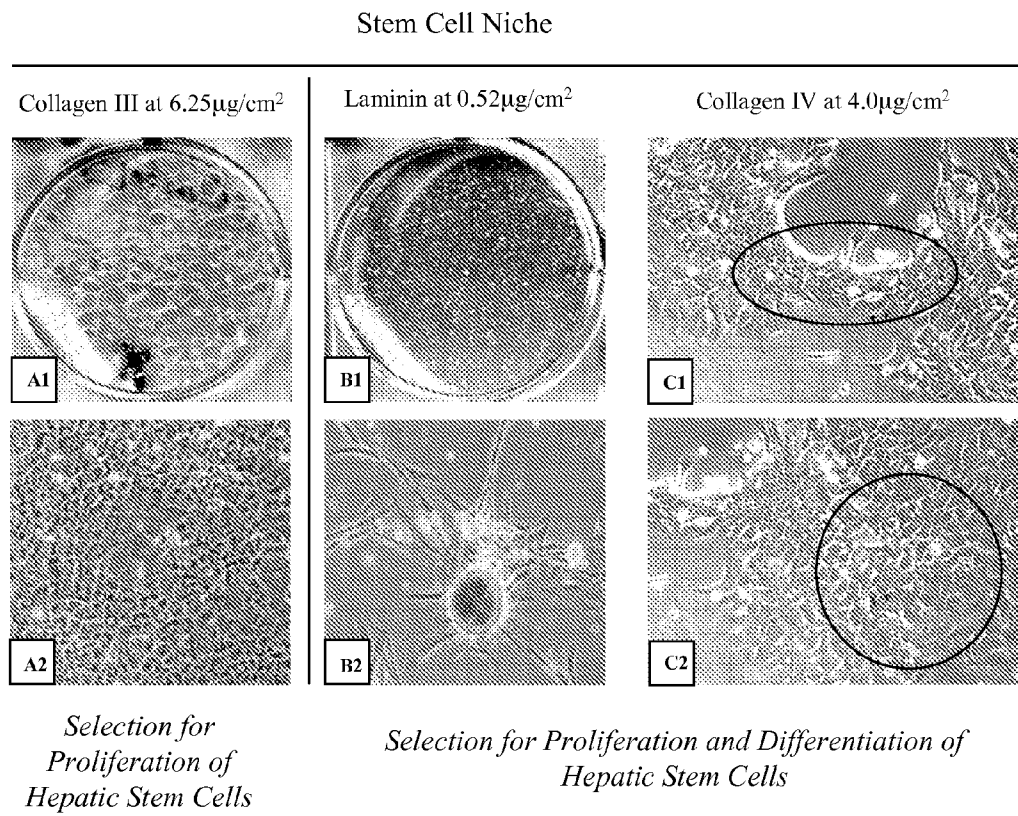 Stem Cell Niche
Collagen III at 6.25µg/cm²
Laminin at 0.52µg/cm²
Collagen IV at 4.0µg/cm²
A1
B1
C1
A2
B2
C2
Selection for
Proliferation of
Hepatic Stem Cells
Selection for Proliferation and Differentiation of
Hepatic Stem Cells